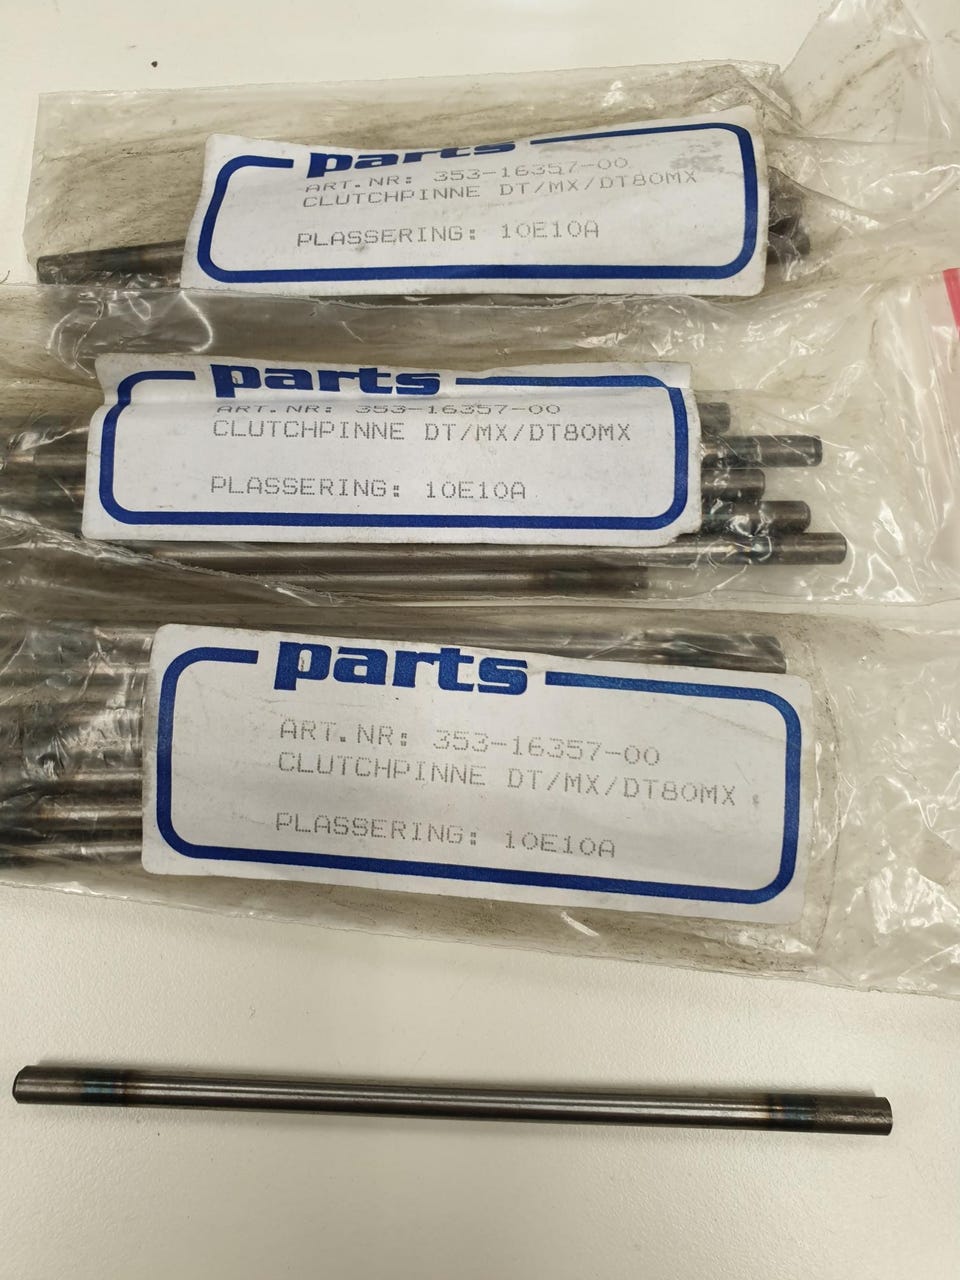 parts
ART.NR: 353-16357-00
CLUTCHPINNE DT/MX/DT80MX
PLASSERING: 10E10A
parts
ART.NR: 353-16357-00
CLUTCHPINNE DT/MX/DT80MX
PLASSERING: 10E10A
parts
ART.NR: 353-16357-00
CLUTCHPINNE DT/MX/DT80MX
PLASSERING: 10E10A